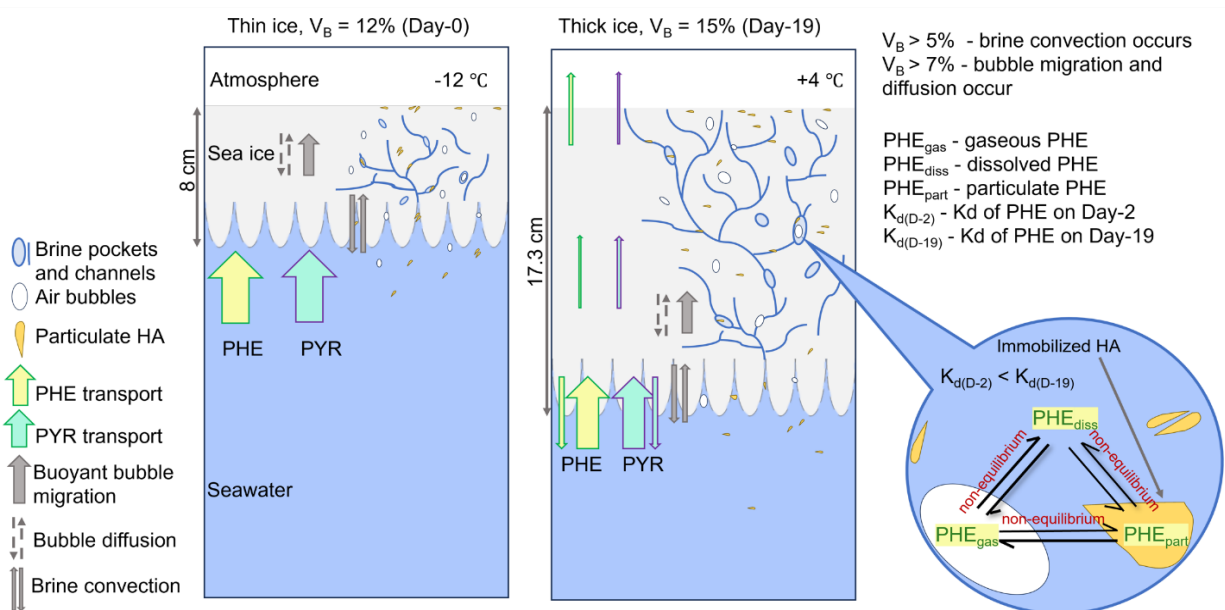 Thin ice, V_B = 12% (Day-0)
Atmosphere
-12 ℃
Sea ice
8 cm
PHE
PYR
Seawater
Thick ice, V_B = 15% (Day-19)
+4 ℃
17.3 cm
PHE
PYR
Brine pockets
and channels
Air bubbles
Particulate HA
PHE transport
PYR transport
Buoyant bubble
migration
Bubble diffusion
Brine convection
V_B > 5% - brine convection occurs
V_B > 7% - bubble migration and
diffusion occur
PHE_gas - gaseous PHE
PHE_diss - dissolved PHE
PHE_part - particulate PHE
K_d(D-2) - Kd of PHE on Day-2
K_d(D-19) - Kd of PHE on Day-19
Immobilized HA
K_d(D-2) < K_d(D-19)
PHE_diss
non-equilibrium
non-equilibrium
non-equilibrium
PHE_gas
PHE_part